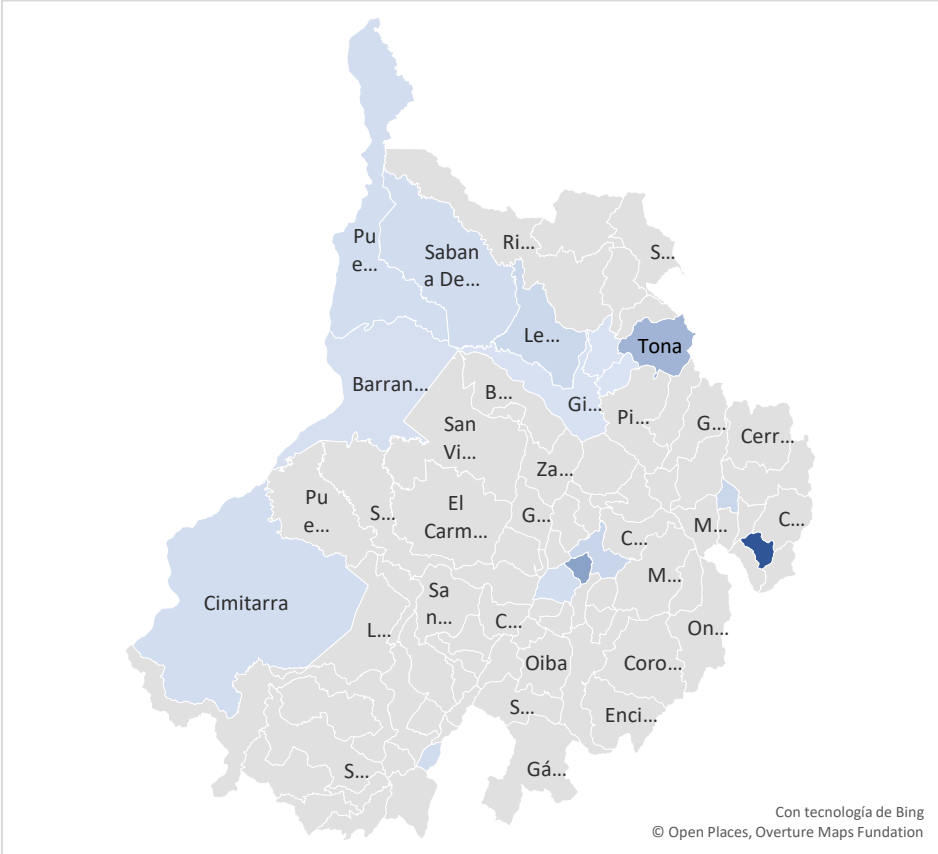 Ri...
S...
Pu
e...
Saban
a De...
Le...
Tona
Barran...
B...
Gi...
San
Vi...
Pi...
G...
Cerr...
Za...
Pu
e...
S...
El
Carm...
G...
C...
M...
C...
Cimitarra
Sa
n...
M...
L...
C...
On...
Oiba
Coro...
S...
Enci...
S...
Gá...
Con tecnología de Bing
© Open Places, Overture Maps Fundation